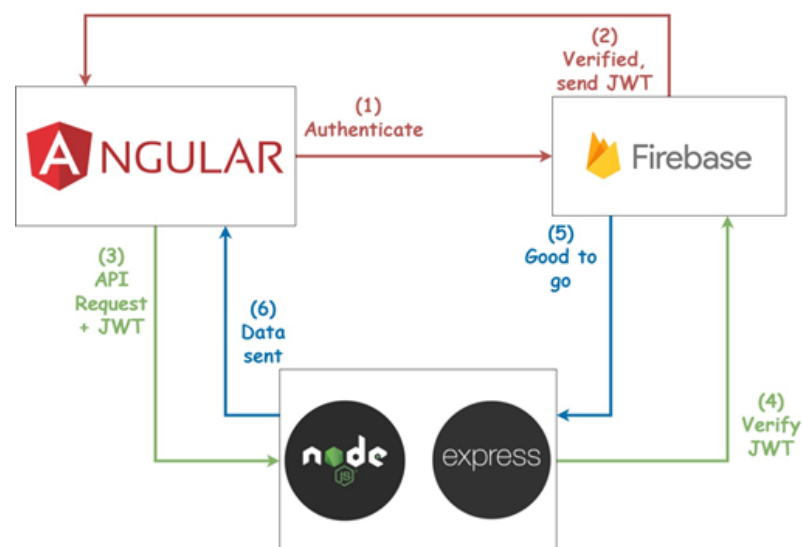 (2)
Verified,
send JWT
(1)
Authenticate
ANGULAR
Firebase
(3)
API
Request
+ JWT
(5)
Good to
go
(6)
Data
sent
(4)
Verify
JWT
node
JS
express